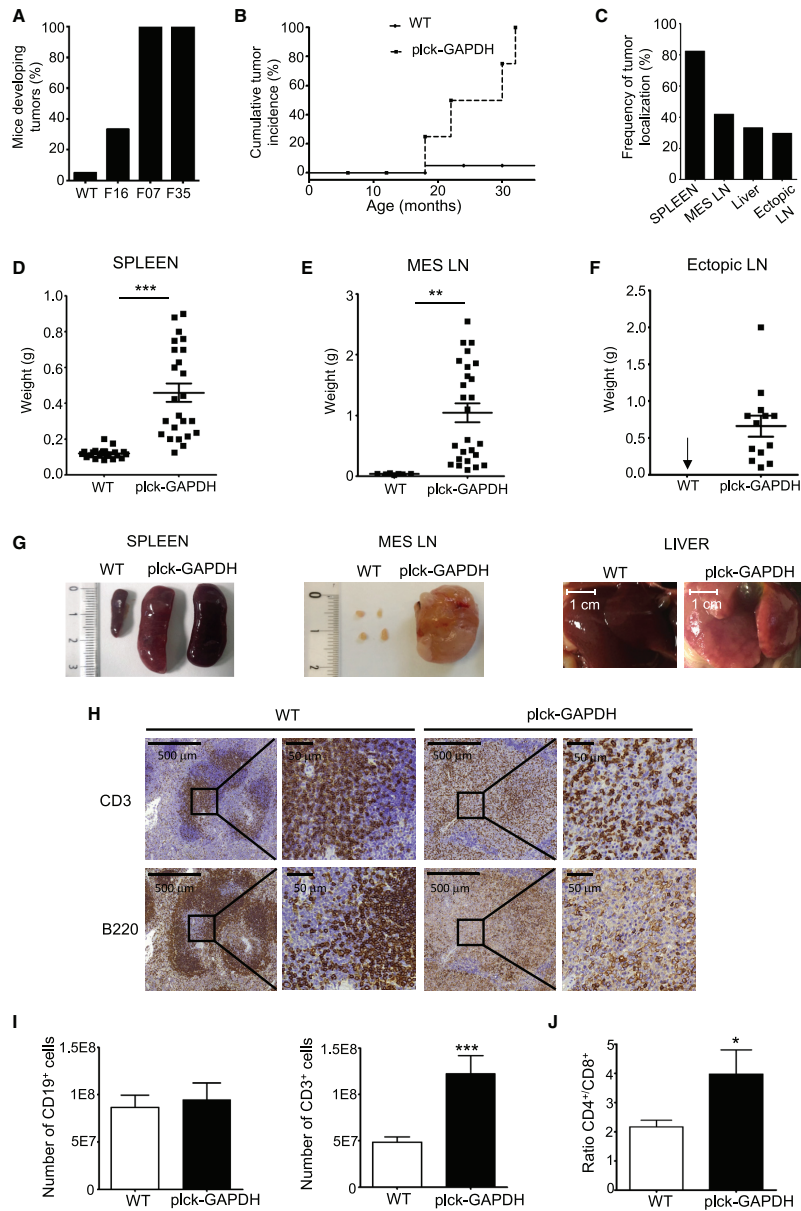 A
Mice developing
tumors (%)
100
80
60
40
20
0
WT F16 F07 F35
B
Cumulative tumor
incidence (%)
100
80
60
40
20
0
0 10 20 30
Age (months)
WT
plck-GAPDH
C
Frequency of tumor
localization (%)
100
80
60
40
20
0
SPLEEN
MES LN
Liver
Ectopic
LN
D
SPLEEN
***
Weight (g)
1.0
0.8
0.6
0.4
0.2
0
WT plck-GAPDH
E
MES LN
**
Weight (g)
3
2
1
0
WT plck-GAPDH
F
Ectopic LN
Weight (g)
2.5
2.0
1.5
1.0
0.5
0
WT plck-GAPDH
G
SPLEEN
WT plck-GAPDH
0
1
2
3
MES LN
WT plck-GAPDH
0
1
2
LIVER
WT plck-GAPDH
1 cm
1 cm
H
WT plck-GAPDH
CD3
500 µm
50 µm
500 µm
50 µm
B220
500 µm
50 µm
500 µm
50 µm
I
Number of CD19⁺ cells
1.5E8
1E8
5E7
0
WT plck-GAPDH
Number of CD3⁺ cells
1.5E8
1E8
5E7
0
***
WT plck-GAPDH
J
Ratio CD4⁺/CD8⁺
5
4
3
2
1
0
*
WT plck-GAPDH